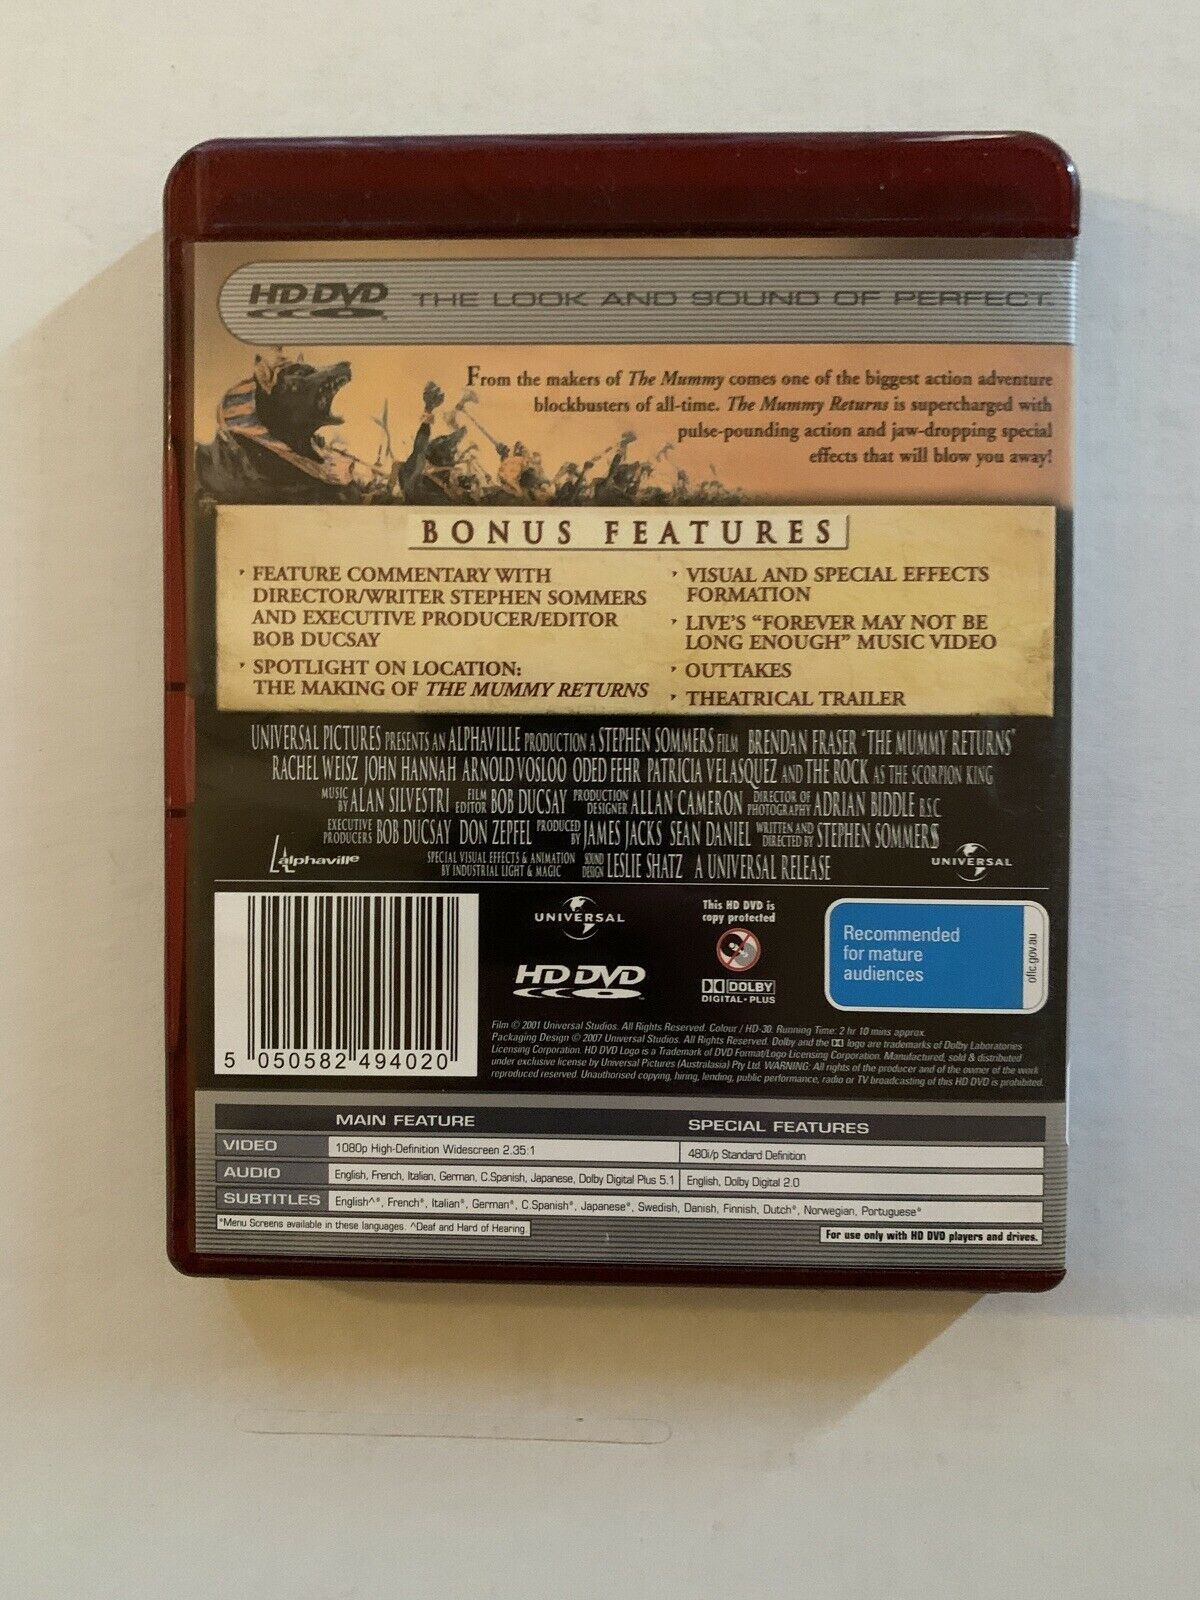 HD DVD THE LOOK AND SOUND OF PERFECT.
From the makers of The Mummy comes one of the biggest action adventure
blockbusters of all-time. The Mummy Returns is supercharged with
pulse-pounding action and jaw-dropping special
effects that will blow you away!
BONUS FEATURES
FEATURE COMMENTARY WITH
DIRECTOR/WRITER STEPHEN SOMMERS
AND EXECUTIVE PRODUCER/EDITOR
BOB DUCSAY
SPOTLIGHT ON LOCATION:
THE MAKING OF THE MUMMY RETURNS
VISUAL AND SPECIAL EFFECTS
FORMATION
LIVE'S "FOREVER MAY NOT BE
LONG ENOUGH" MUSIC VIDEO
OUTTAKES
THEATRICAL TRAILER
UNIVERSAL PICTURES PRESENTS AN ALPHAVILLE PRODUCTION A STEPHEN SOMMERS FILM BRENDAN FRASER "THE MUMMY RETURNS"
RACHEL WEISZ JOHN HANNAH ARNOLD VOSLOO ODED FEHR PATRICIA VELASQUEZ AND THE ROCK AS THE SCORPION KING
MUSIC BY ALAN SILVESTRI FILM EDITOR BOB DUCSAY PRODUCTION DESIGNER ALLAN CAMERON DIRECTOR OF PHOTOGRAPHY ADRIAN BIDDLE B.S.C.
EXECUTIVE PRODUCERS BOB DUCSAY DON ZEPFEL PRODUCED BY JAMES JACKS SEAN DANIEL WRITTEN AND DIRECTED BY STEPHEN SOMMERS
alphaville SPECIAL VISUAL EFFECTS & ANIMATION BY INDUSTRIAL LIGHT & MAGIC SOUND DESIGN LESLIE SHATZ A UNIVERSAL RELEASE UNIVERSAL
5 050582 494020
UNIVERSAL
HD DVD
This HD DVD is
copy protected
DOLBY
DIGITAL PLUS
Recommended
for mature
audiences
oflc.gov.au
Film © 2001 Universal Studios. All Rights Reserved. Colour / HD-30. Running Time: 2 hr 10 mins approx.
Packaging Design © 2007 Universal Studios. All Rights Reserved. Dolby and the DD logo are trademarks of Dolby Laboratories
Licensing Corporation. HD DVD Logo is a Trademark of DVD Format/Logo Licensing Corporation. Manufactured, sold & distributed
under exclusive license by Universal Pictures (Australasia) Pty Ltd. WARNING: All rights of the producer and of the owner of the work
reproduced reserved. Unauthorised copying, hiring, lending, public performance, radio or TV broadcasting of this HD DVD is prohibited.
MAIN FEATURE SPECIAL FEATURES
VIDEO 1080p High-Definition Widescreen 2.35:1 480i/p Standard Definition
AUDIO English, French, Italian, German, C.Spanish, Japanese, Dolby Digital Plus 5.1 English, Dolby Digital 2.0
SUBTITLES English^*, French*, Italian*, German*, C.Spanish*, Japanese*, Swedish, Danish, Finnish, Dutch*, Norwegian, Portuguese*
*Menu Screens available in these languages. ^Deaf and Hard of Hearing.
For use only with HD DVD players and drives.